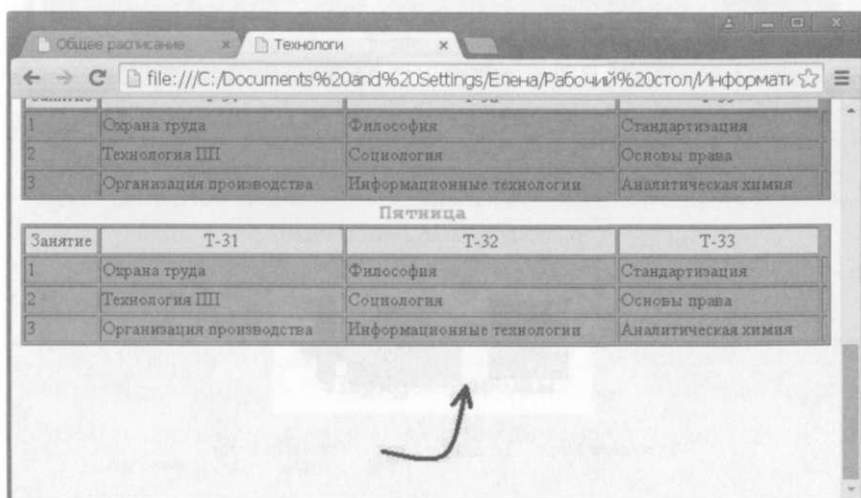 Общее расписание × Технологи ×
file:///C:/Documents%20and%20Settings/Елена/Рабочий%20стол/Информати
1 Охрана труда Философия Стандартизация
2 Технология ПП Социология Основы права
3 Организация производства Информационные технологии Аналитическая химия
Пятница
Занятие Т-31 Т-32 Т-33
1 Охрана труда Философия Стандартизация
2 Технология ПП Социология Основы права
3 Организация производства Информационные технологии Аналитическая химия